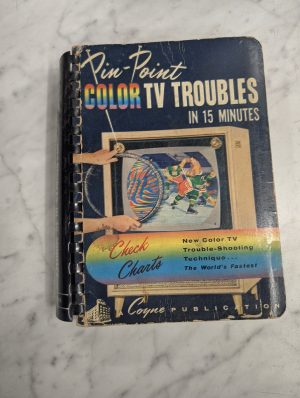 Pin-Point
COLOR TV TROUBLES
IN 15 MINUTES
Check
Charts
New Color TV
Trouble-Shooting
Technique...
The World's Fastest
A Coyne PUBLICATION